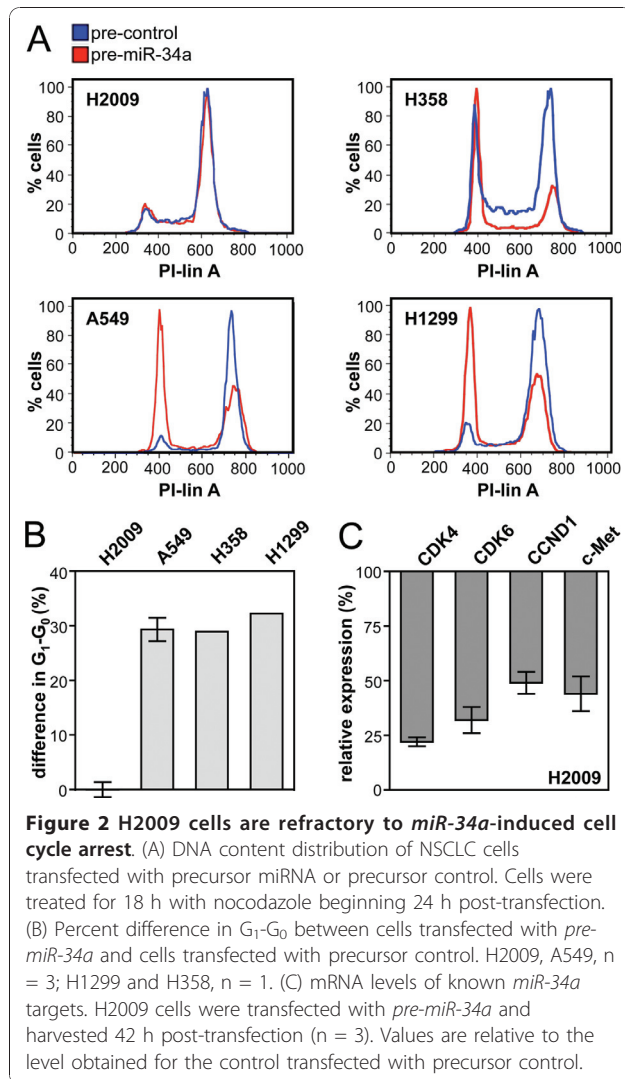 A
pre-control
pre-miR-34a
H2009
% cells
100
80
60
40
20
0
0 200 400 600 800 1000
PI-lin A
H358
% cells
100
80
60
40
20
0
0 200 400 600 800 1000
PI-lin A
A549
% cells
100
80
60
40
20
0
0 200 400 600 800 1000
PI-lin A
H1299
% cells
100
80
60
40
20
0
0 200 400 600 800 1000
PI-lin A
B
H2009 A549 H358 H1299
difference in G₁-G₀ (%)
40
30
20
10
0
C
CDK4 CDK6 CCND1 c-Met
relative expression (%)
100
75
50
25
0
H2009
Figure 2 H2009 cells are refractory to miR-34a-induced cell
cycle arrest. (A) DNA content distribution of NSCLC cells
transfected with precursor miRNA or precursor control. Cells were
treated for 18 h with nocodazole beginning 24 h post-transfection.
(B) Percent difference in G₁-G₀ between cells transfected with pre-
miR-34a and cells transfected with precursor control. H2009, A549, n
= 3; H1299 and H358, n = 1. (C) mRNA levels of known miR-34a
targets. H2009 cells were transfected with pre-miR-34a and
harvested 42 h post-transfection (n = 3). Values are relative to the
level obtained for the control transfected with precursor control.